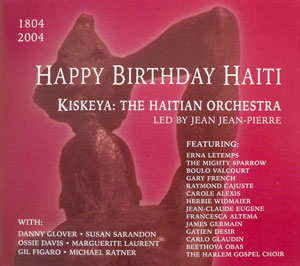 1804
2004
HAPPY BIRTHDAY HAITI
KISKEYA: THE HAITIAN ORCHESTRA
LED BY JEAN JEAN-PIERRE
FEATURING:
ERNA LETEMPS
THE MIGHTY SPARROW
BOULO VALCOURT
GARY FRENCH
RAYMOND CAJUSTE
CAROLE ALEXIS
HERBIE WIDMAIER
JEAN-CLAUDE EUGENE
FRANCESCA ALTEMA
JAMES GERMAIN
GATIEN DESIR
CARLO GLAUDIN
BEETHOVA OBAS
THE HARLEM GOSPEL CHOIR
WITH:
DANNY GLOVER · SUSAN SARANDON
OSSIE DAVIS · MARGUERITE LAURENT
GIL FIGARO · MICHAEL RATNER